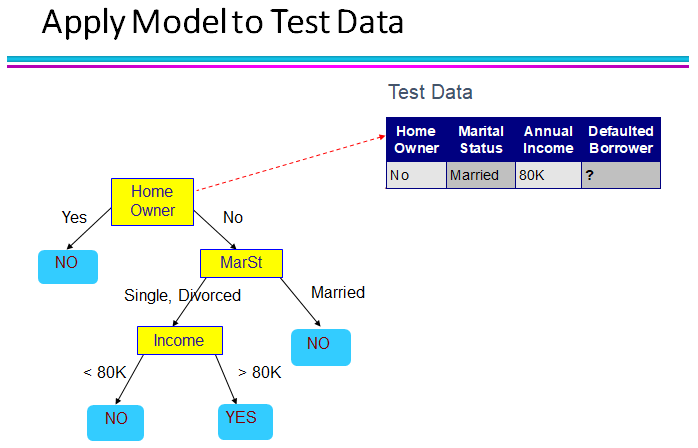 Apply Model to Test Data
Test Data
Home Owner Marital Status Annual Income Defaulted Borrower
No Married 80K ?
Home
Owner
Yes
No
NO
MarSt
Single, Divorced
Married
Income
NO
< 80K
> 80K
NO
YES